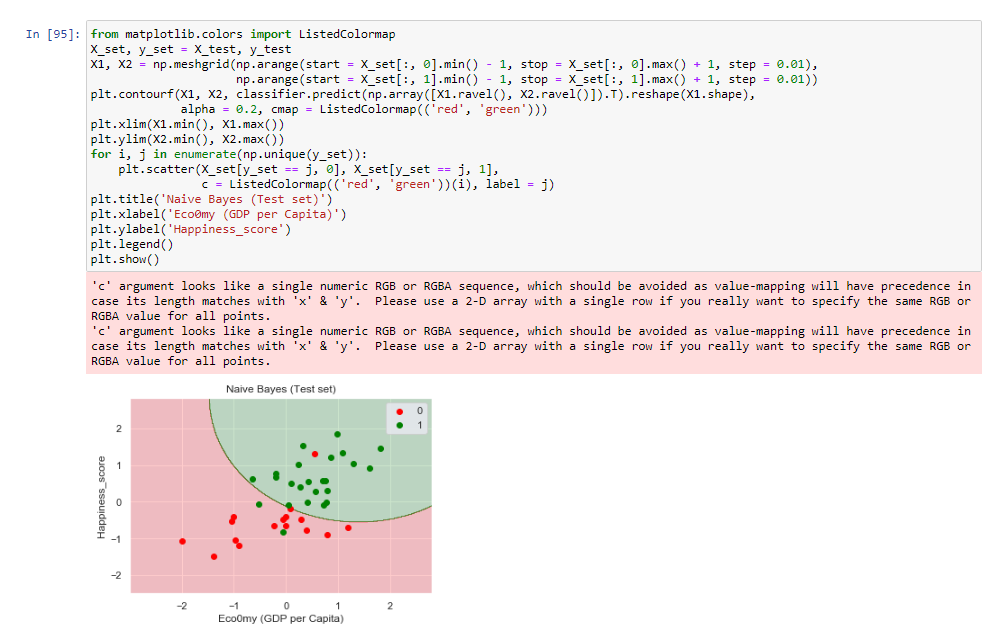 In [95]:
from matplotlib.colors import ListedColormap
X_set, y_set = X_test, y_test
X1, X2 = np.meshgrid(np.arange(start = X_set[:, 0].min() - 1, stop = X_set[:, 0].max() + 1, step = 0.01),
                     np.arange(start = X_set[:, 1].min() - 1, stop = X_set[:, 1].max() + 1, step = 0.01))
plt.contourf(X1, X2, classifier.predict(np.array([X1.ravel(), X2.ravel()]).T).reshape(X1.shape),
             alpha = 0.2, cmap = ListedColormap(('red', 'green')))
plt.xlim(X1.min(), X1.max())
plt.ylim(X2.min(), X2.max())
for i, j in enumerate(np.unique(y_set)):
    plt.scatter(X_set[y_set == j, 0], X_set[y_set == j, 1],
                c = ListedColormap(('red', 'green'))(i), label = j)
plt.title('Naive Bayes (Test set)')
plt.xlabel('Eco0my (GDP per Capita)')
plt.ylabel('Happiness_score')
plt.legend()
plt.show()
'c' argument looks like a single numeric RGB or RGBA sequence, which should be avoided as value-mapping will have precedence in
case its length matches with 'x' & 'y'.  Please use a 2-D array with a single row if you really want to specify the same RGB or
RGBA value for all points.
'c' argument looks like a single numeric RGB or RGBA sequence, which should be avoided as value-mapping will have precedence in
case its length matches with 'x' & 'y'.  Please use a 2-D array with a single row if you really want to specify the same RGB or
RGBA value for all points.
Naive Bayes (Test set)
0
1
Happiness_score
2
1
0
−1
−2
−2 −1 0 1 2
Eco0my (GDP per Capita)